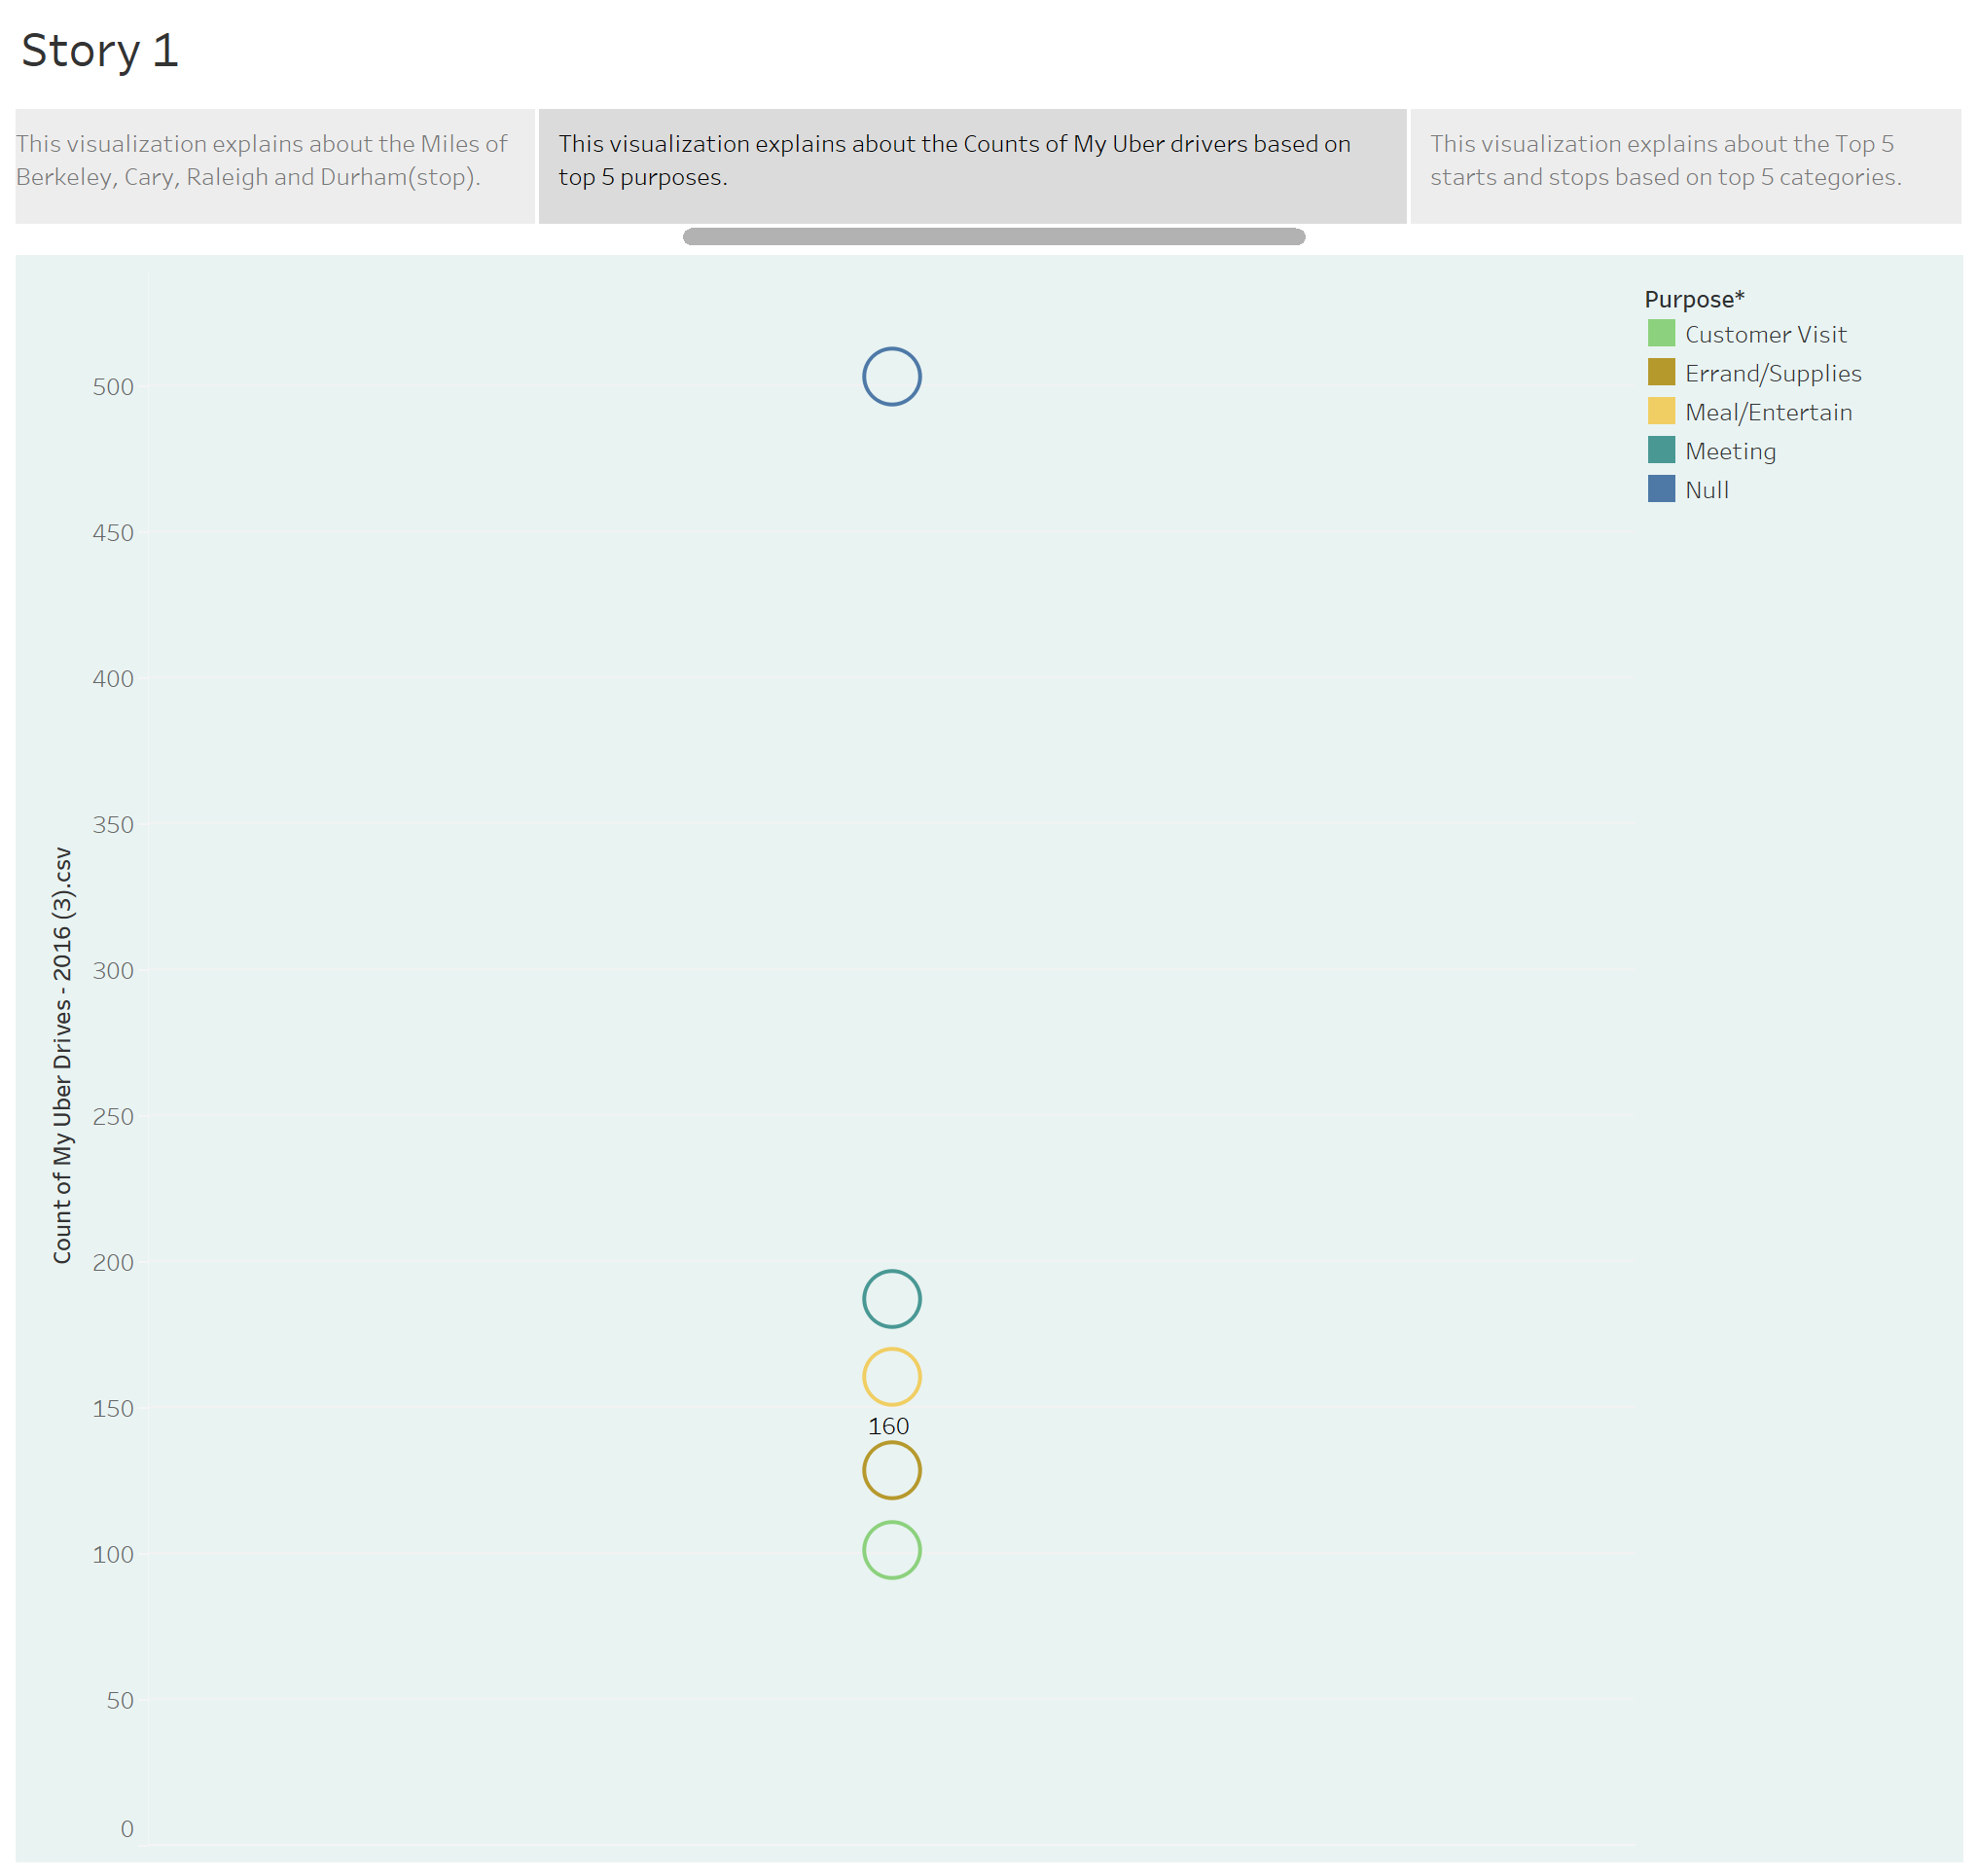 Story 1
This visualization explains about the Miles of
Berkeley, Cary, Raleigh and Durham(stop).
This visualization explains about the Counts of My Uber drivers based on
top 5 purposes.
This visualization explains about the Top 5
starts and stops based on top 5 categories.
Purpose*
Customer Visit
Errand/Supplies
Meal/Entertain
Meeting
Null
Count of My Uber Drives - 2016 (3).csv
500
450
400
350
300
250
200
150
100
50
0
160